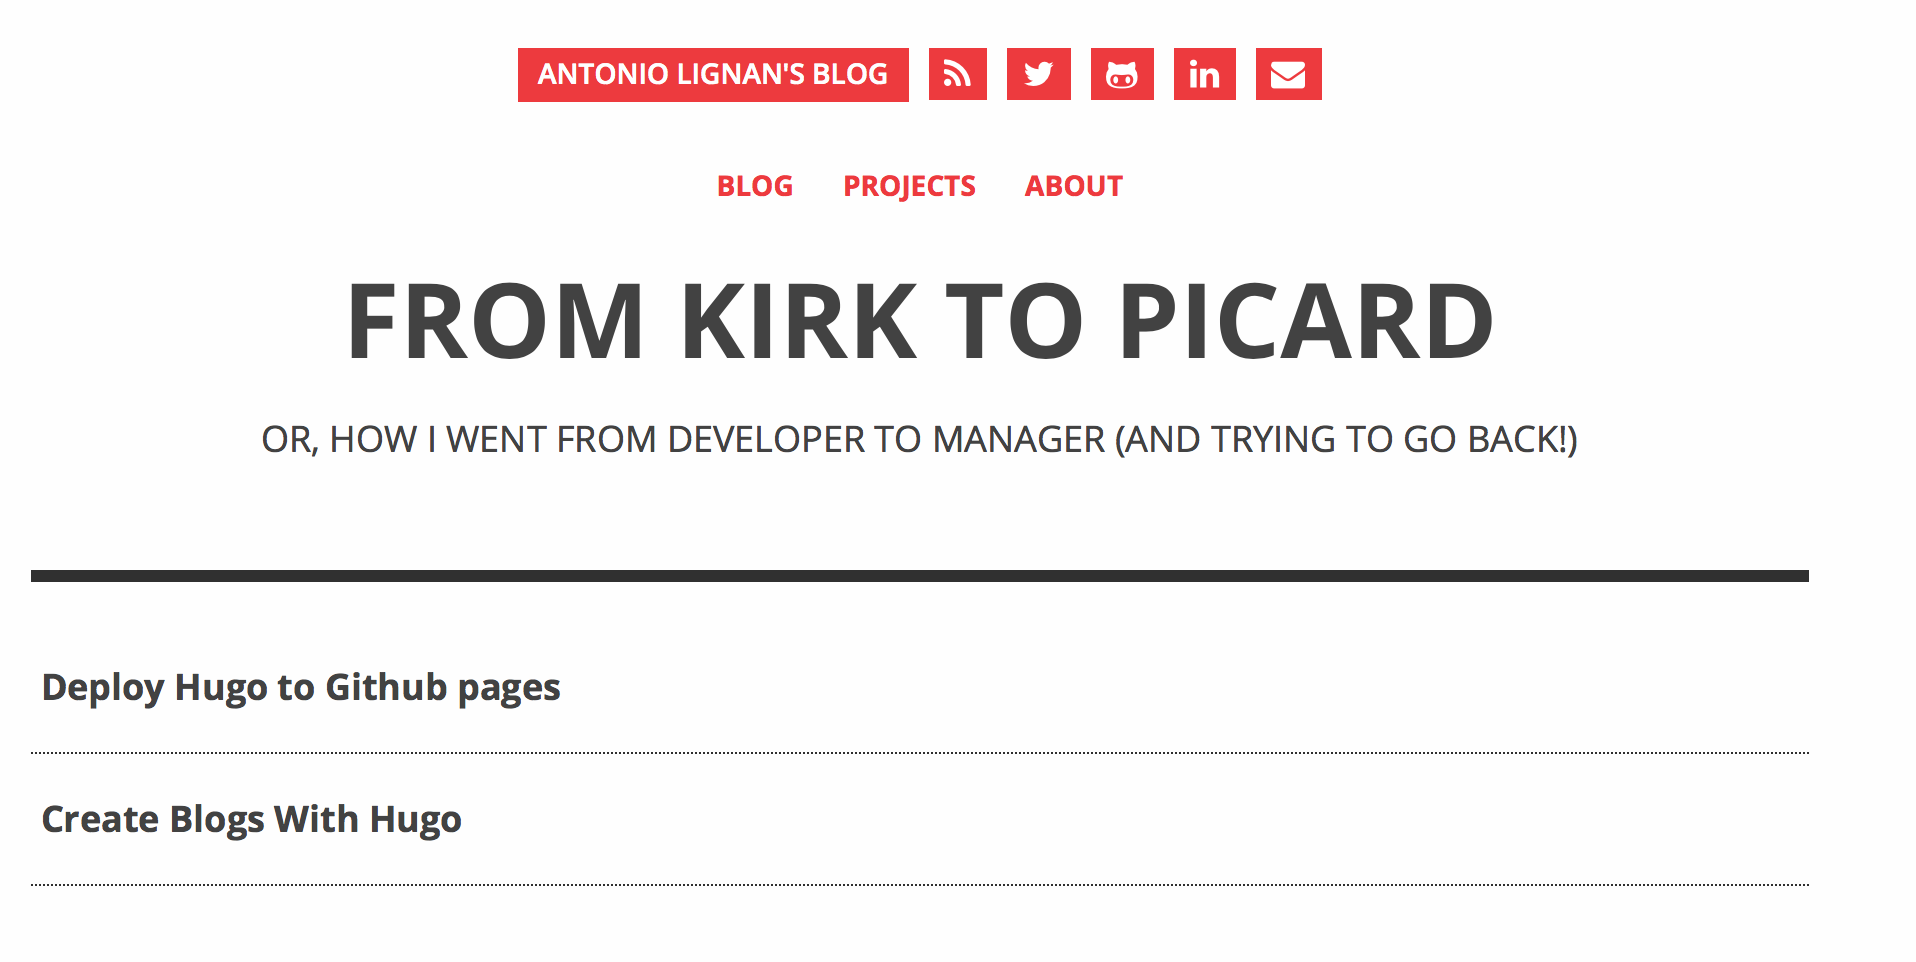 ANTONIO LIGNAN'S BLOG
BLOG PROJECTS ABOUT
FROM KIRK TO PICARD
OR, HOW I WENT FROM DEVELOPER TO MANAGER (AND TRYING TO GO BACK!)
Deploy Hugo to Github pages
Create Blogs With Hugo